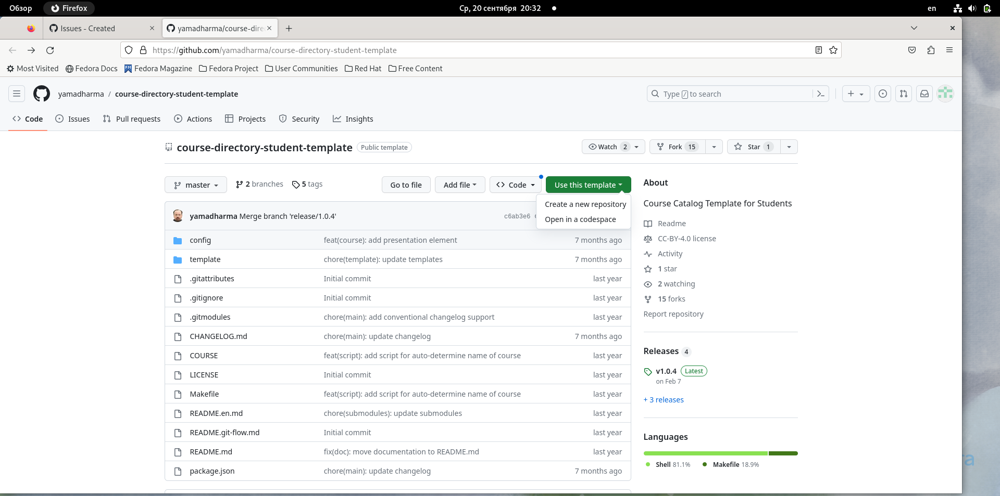 Обзор Firefox Ср, 20 сентября 20:32 en
Issues - Created yamadharma/course-dire
https://github.com/yamadharma/course-directory-student-template
Most Visited Fedora Docs Fedora Magazine Fedora Project User Communities Red Hat Free Content
yamadharma / course-directory-student-template Type / to search
Code Issues Pull requests Actions Projects Security Insights
course-directory-student-template Public template Watch 2 Fork 15 Star 1
master 2 branches 5 tags Go to file Add file Code Use this template
Create a new repository
Open in a codespace
yamadharma Merge branch 'release/1.0.4' c6ab3e6
config feat(course): add presentation element 7 months ago
template chore(template): update templates 7 months ago
.gitattributes Initial commit last year
.gitignore Initial commit last year
.gitmodules chore(main): add conventional changelog support last year
CHANGELOG.md chore(main): update changelog 7 months ago
COURSE feat(script): add script for auto-determine name of course last year
LICENSE Initial commit last year
Makefile feat(script): add script for auto-determine name of course last year
README.en.md chore(submodules): update submodules last year
README.git-flow.md Initial commit last year
README.md fix(doc): move documentation to README.md last year
package.json chore(main): update changelog 7 months ago
About
Course Catalog Template for Students
Readme
CC-BY-4.0 license
Activity
1 star
2 watching
15 forks
Report repository
Releases 4
v1.0.4 Latest
on Feb 7
+ 3 releases
Languages
Shell 81.1% Makefile 18.9%